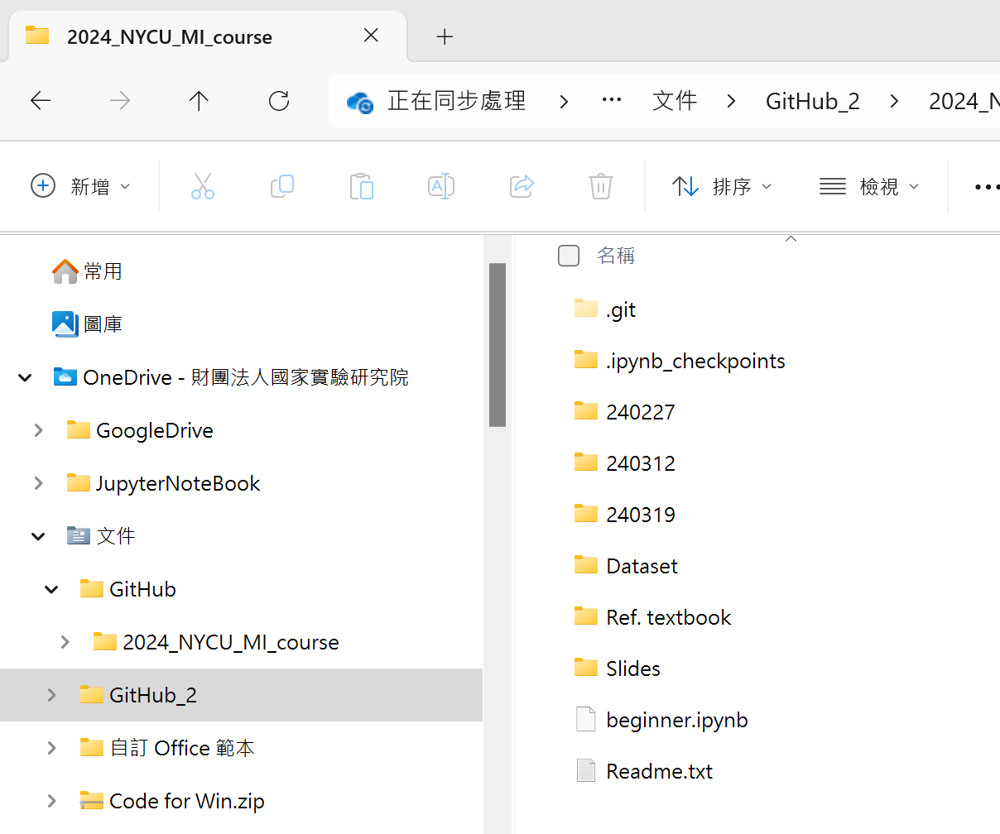 2024_NYCU_MI_course
正在同步處理 > ... 文件 > GitHub_2 > 2024_N
新增
排序
檢視
常用
圖庫
OneDrive - 財團法人國家實驗研究院
GoogleDrive
JupyterNoteBook
文件
GitHub
2024_NYCU_MI_course
GitHub_2
自訂 Office 範本
Code for Win.zip
名稱
.git
.ipynb_checkpoints
240227
240312
240319
Dataset
Ref. textbook
Slides
beginner.ipynb
Readme.txt